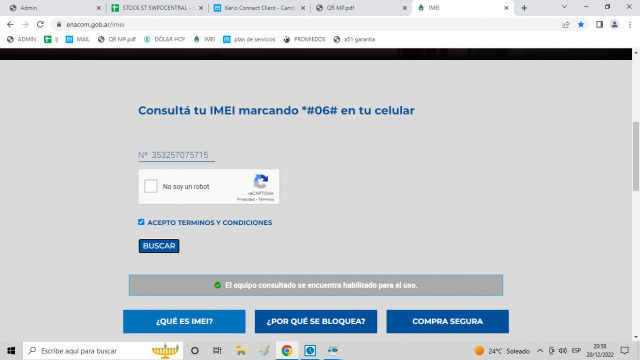 Admin
STOCK ST SWPOCENTRAL -
Kerio Connect Client - Cambi
QR MP.pdf
IMEI
enacom.gob.ar/imei
ADMIN
||
MAIL
QR MP.pdf
DOLAR HOY
IMEI
plan de servicios
PROMIEDOS
a51 garantia
Consultá tu IMEI marcando *#06# en tu celular
Nº 353257075715
No soy un robot
reCAPTCHA
Privacidad - Términos
ACEPTO TERMINOS Y CONDICIONES
BUSCAR
El equipo consultado se encuentra habilitado para el uso.
¿QUÉ ES IMEI?
¿POR QUÉ SE BLOQUEA?
COMPRA SEGURA
Escribe aquí para buscar
24°C Soleado
ESP
20:58
20/12/2022